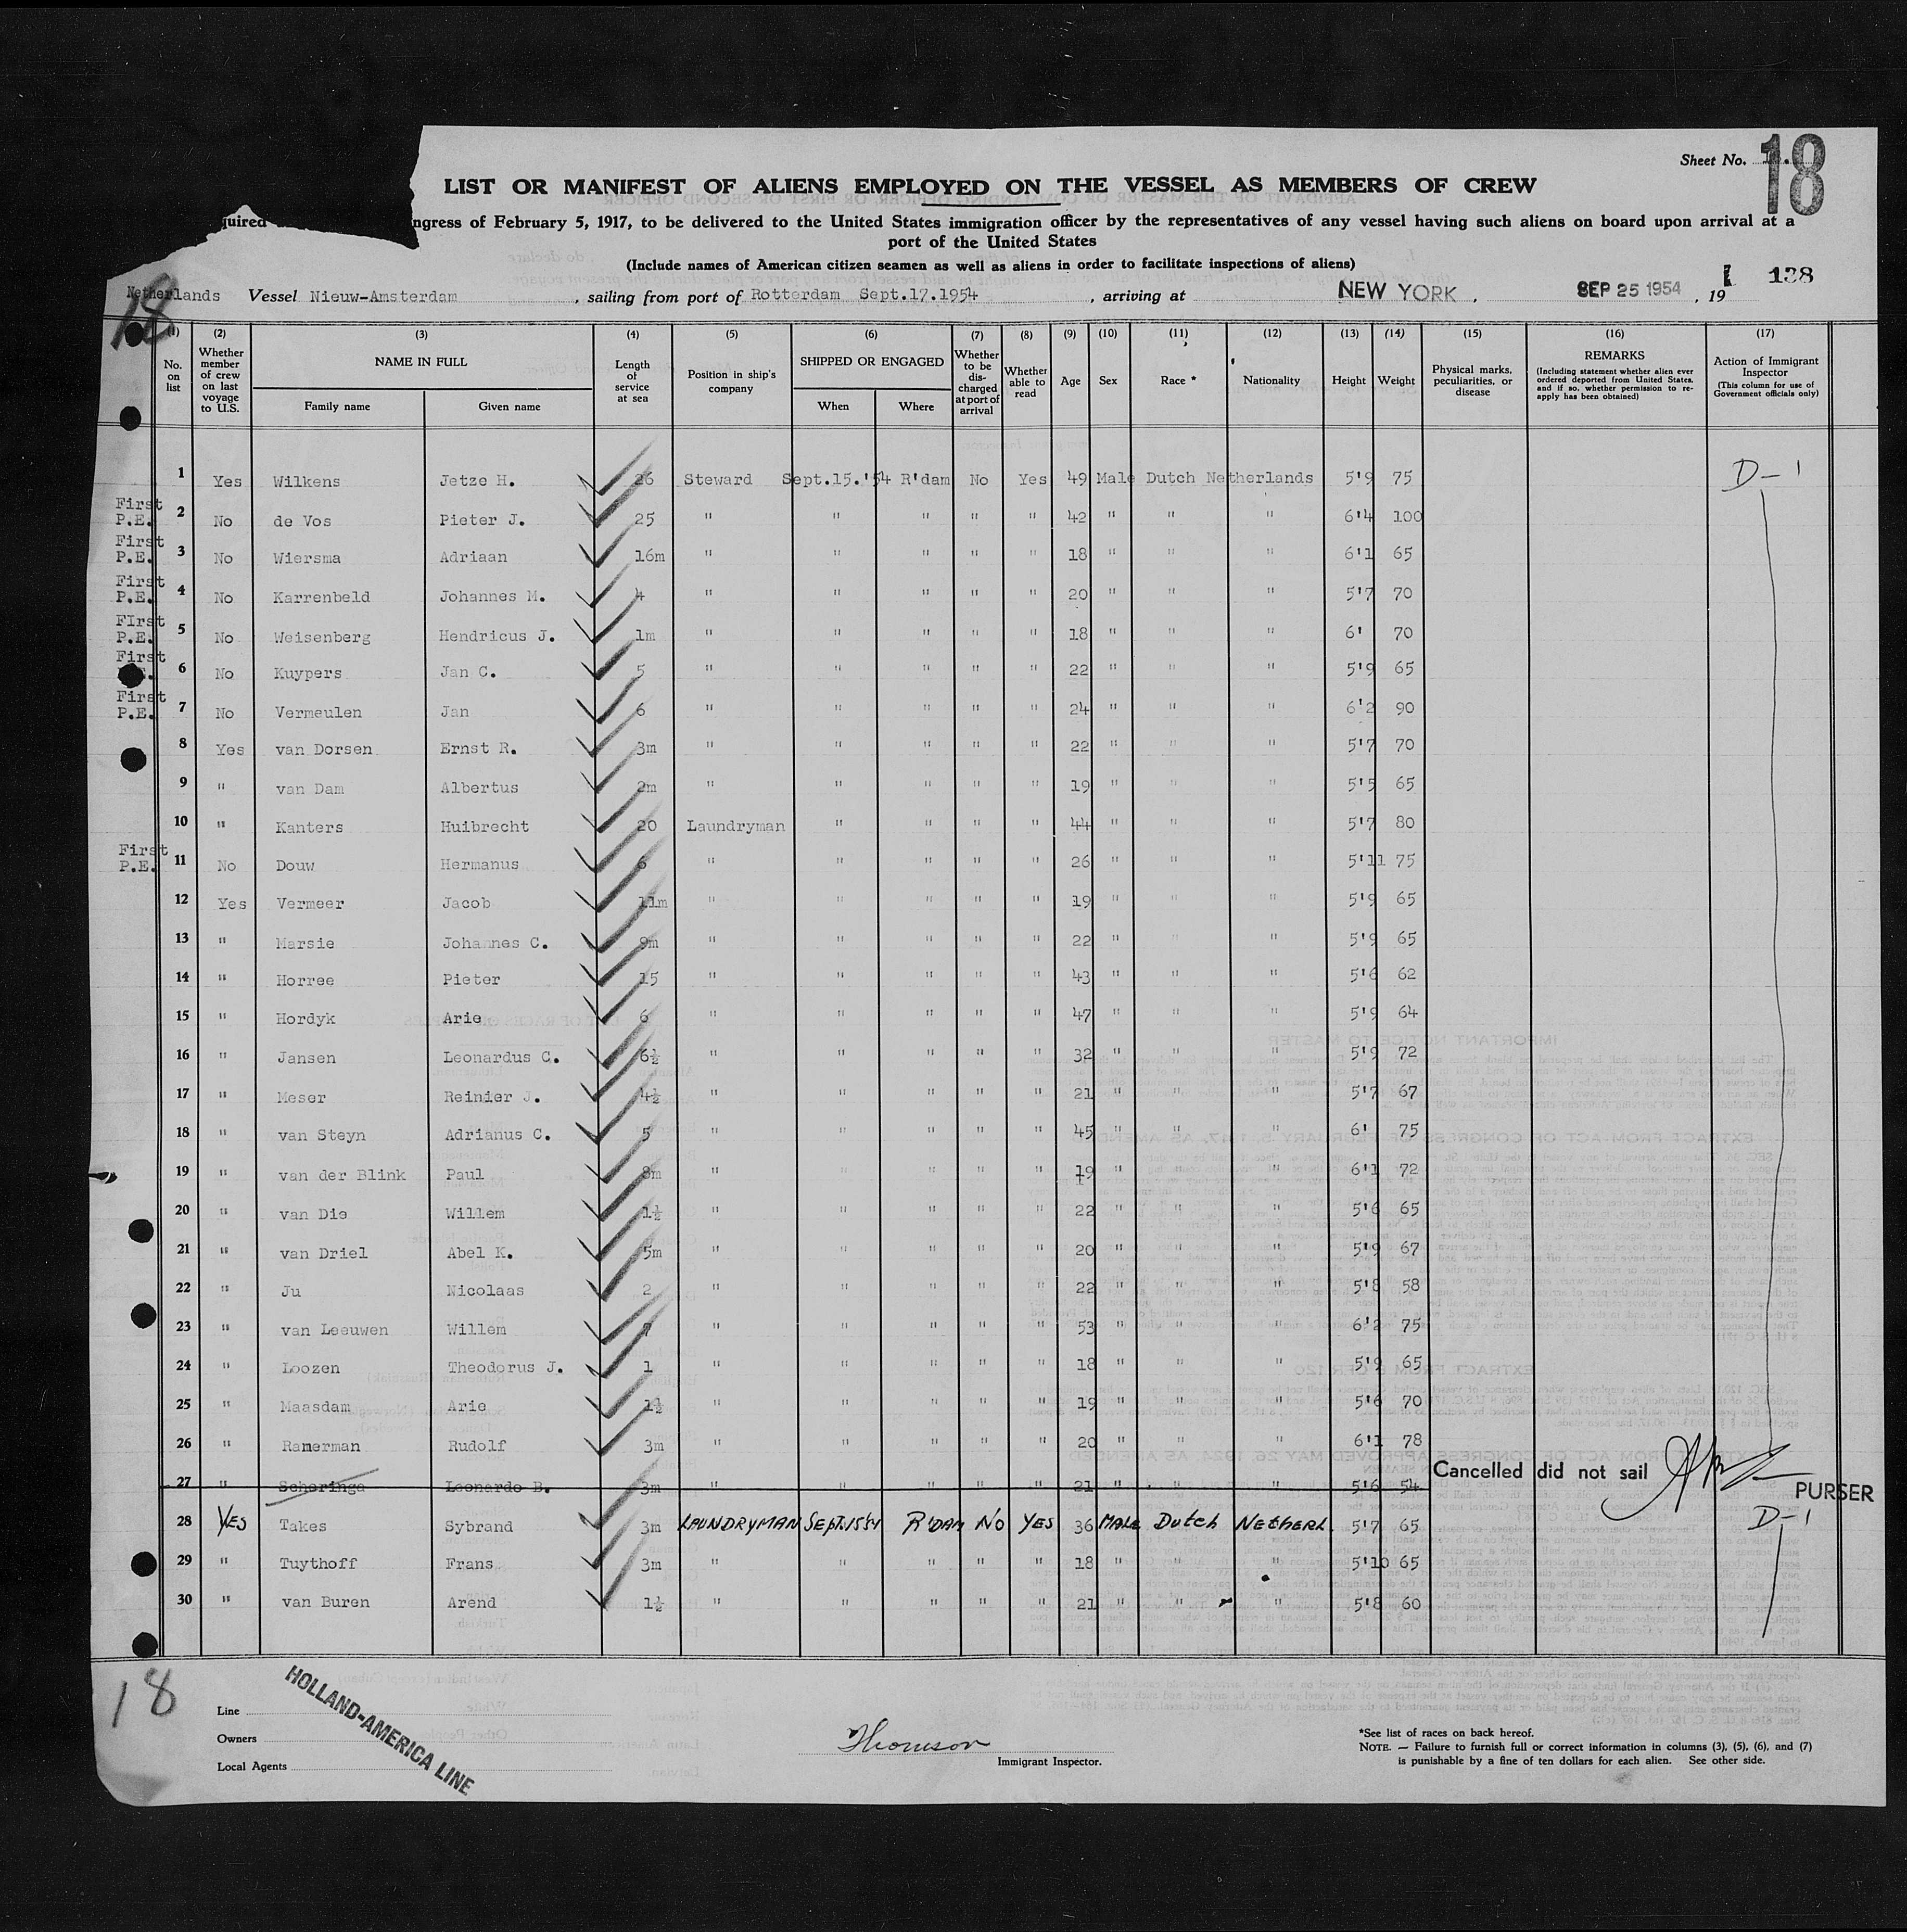 Sheet No. 18
LIST OR MANIFEST OF ALIENS EMPLOYED ON THE VESSEL AS MEMBERS OF CREW
quired ngress of February 5, 1917, to be delivered to the United States immigration officer by the representatives of any vessel having such aliens on board upon arrival at a
port of the United States
(Include names of American citizen seamen as well as aliens in order to facilitate inspections of aliens)
138
18
Netherlands Vessel Nieuw-Amsterdam, sailing from port of Rotterdam Sept.17.1954, arriving at NEW YORK, SEP 25 1954, 19
(1) (2) (3) (4) (5) (6) (7) (8) (9) (10) (11) (12) (13) (14) (15) (16) (17)
No. on list | Whether member of crew on last voyage to U.S. | NAME IN FULL Family name Given name | Length of service at sea | Position in ship's company | SHIPPED OR ENGAGED When Where | Whether to be discharged at port of arrival | Whether able to read | Age | Sex | Race * | Nationality | Height | Weight | Physical marks, peculiarities, or disease | REMARKS (Including statement whether alien ever ordered deported from United States, and if so, whether permission to reapply has been obtained) | Action of Immigrant Inspector (This column for use of Government officials only)
1 Yes Wilkens Jetze H. 26 Steward Sept.15.'54 R'dam No Yes 49 Male Dutch Netherlands 5'9 75 D-1
First P.E. 2 No de Vos Pieter J. 25 " " " " " 42 " " " 6'4 100
First P.E. 3 No Wiersma Adriaan 16m " " " " " 18 " " " 6'1 65
First P.E. 4 No Karrenbeld Johannes M. 4 " " " " " 20 " " " 5'7 70
FIrst P.E. 5 No Weisenberg Hendricus J. 1m " " " " " 18 " " " 6' 70
First E. 6 No Kuypers Jan C. 5 " " " " " 22 " " " 5'9 65
First P.E. 7 No Vermeulen Jan 6 " " " " " 24 " " " 6'2 90
8 Yes van Dorsen Ernst R. 3m " " " " " 22 " " " 5'7 70
9 " van Dam Albertus 2m " " " " " 19 " " " 5'5 65
10 " Kanters Huibrecht 20 Laundryman " " " " 44 " " " 5'7 80
First P.E. 11 No Douw Hermanus 6 " " " " " 26 " " " 5'11 75
12 Yes Vermeer Jacob 11m " " " " " 19 " " " 5'9 65
13 " Marsie Johannes C. 9m " " " " " 22 " " " 5'9 65
14 " Horree Pieter 15 " " " " " 43 " " " 5'6 62
15 " Hordyk Arie 6 " " " " " 47 " " " 5'9 64
16 " Jansen Leonardus C. 6½ " " " " " 32 " " " 5'9 72
17 " Meser Reinier J. 4½ " " " " " 21 " " " 5'7 67
18 " van Steyn Adrianus C. 5 " " " " " 45 " " " 6' 75
19 " van der Blink Paul 8m " " " " " 19 " " " 6'1 72
20 " van Die Willem 1½ " " " " " 22 " " " 5'6 65
21 " van Driel Abel K. 5m " " " " " 20 " " " 5'9 67
22 " Ju Nicolaas 2 " " " " " 22 " " " 5'8 58
23 " van Leeuwen Willem 7 " " " " " 53 " " " 6'2 75
24 " Loozen Theodorus J. 1 " " " " " 18 " " " 5'9 65
25 " Maasdam Arie 1½ " " " " " 19 " " " 5'6 70
26 " Ramerman Rudolf 3m " " " " " 20 " " " 6'1 78
27 " Scheringa Leonardo B. 3m " " " " " 21 " " " 5'6 54 Cancelled did not sail PURSER
28 YES Takes Sybrand 3m LAUNDRYMAN SEPT.1554 R'DAM NO YES 36 MALE Dutch NETHERL. 5'7 65 D-1
29 " Tuythoff Frans 3m " " " " " 18 " " " 5'10 65
30 " van Buren Arend 1½ " " " " " 21 " " " 5'8 60
18
Line
Owners
Local Agents
HOLLAND-AMERICA LINE
Thomson
Immigrant Inspector.
*See list of races on back hereof.
NOTE. — Failure to furnish full or correct information in columns (3), (5), (6), and (7)
is punishable by a fine of ten dollars for each alien. See other side.